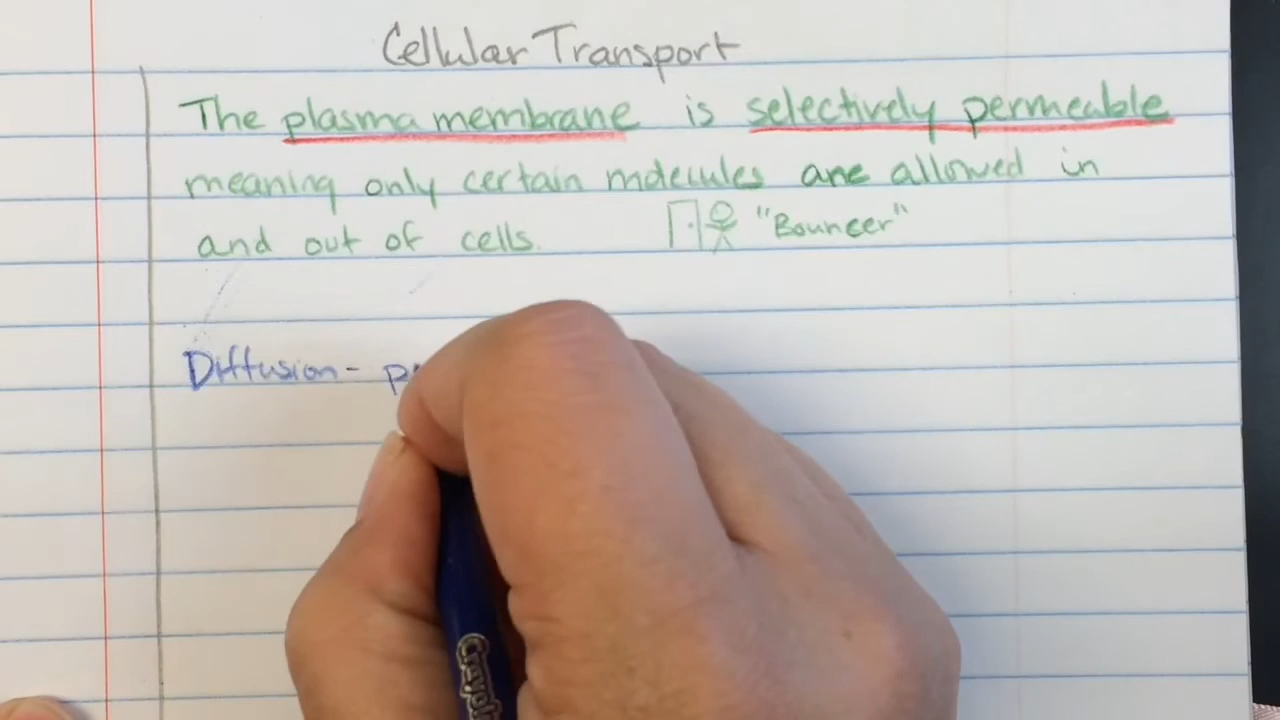 Cellular Transport
The plasma membrane is selectively permeable
meaning only certain molecules are allowed in
and out of cells. "Bouncer"
Diffusion -